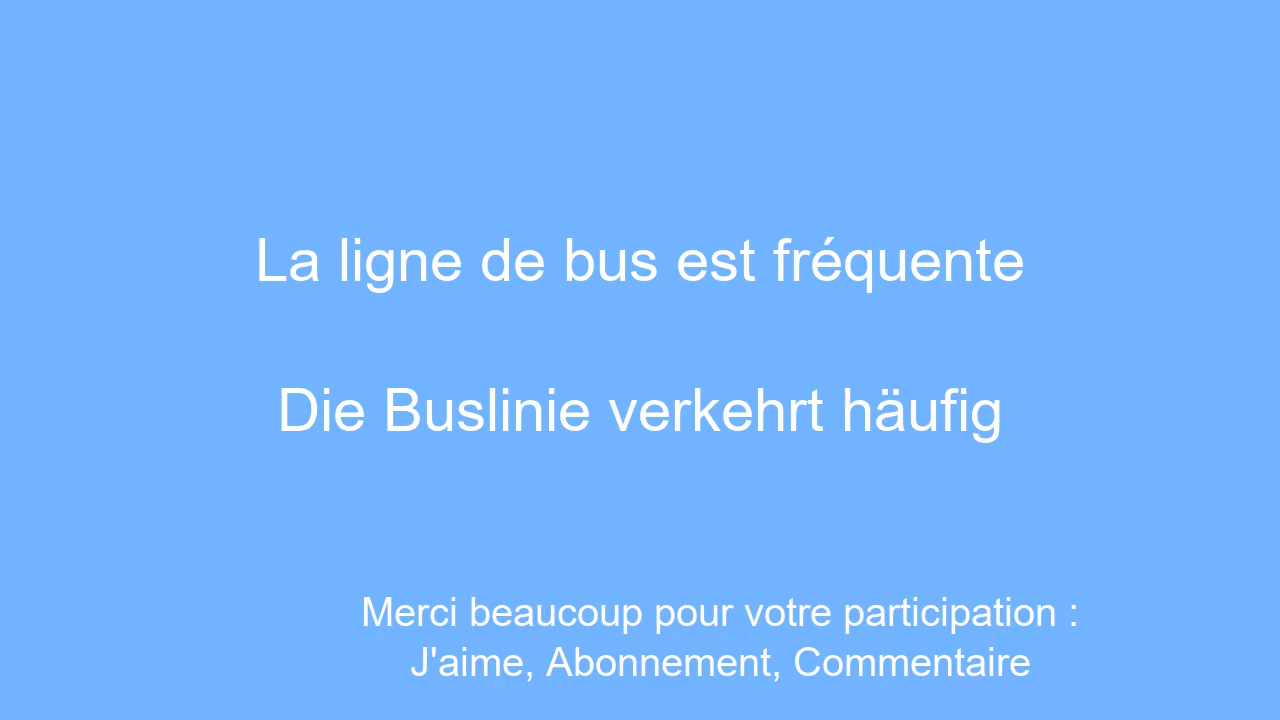 La ligne de bus est fréquente
Die Buslinie verkehrt häufig
Merci beaucoup pour votre participation :
J'aime, Abonnement, Commentaire